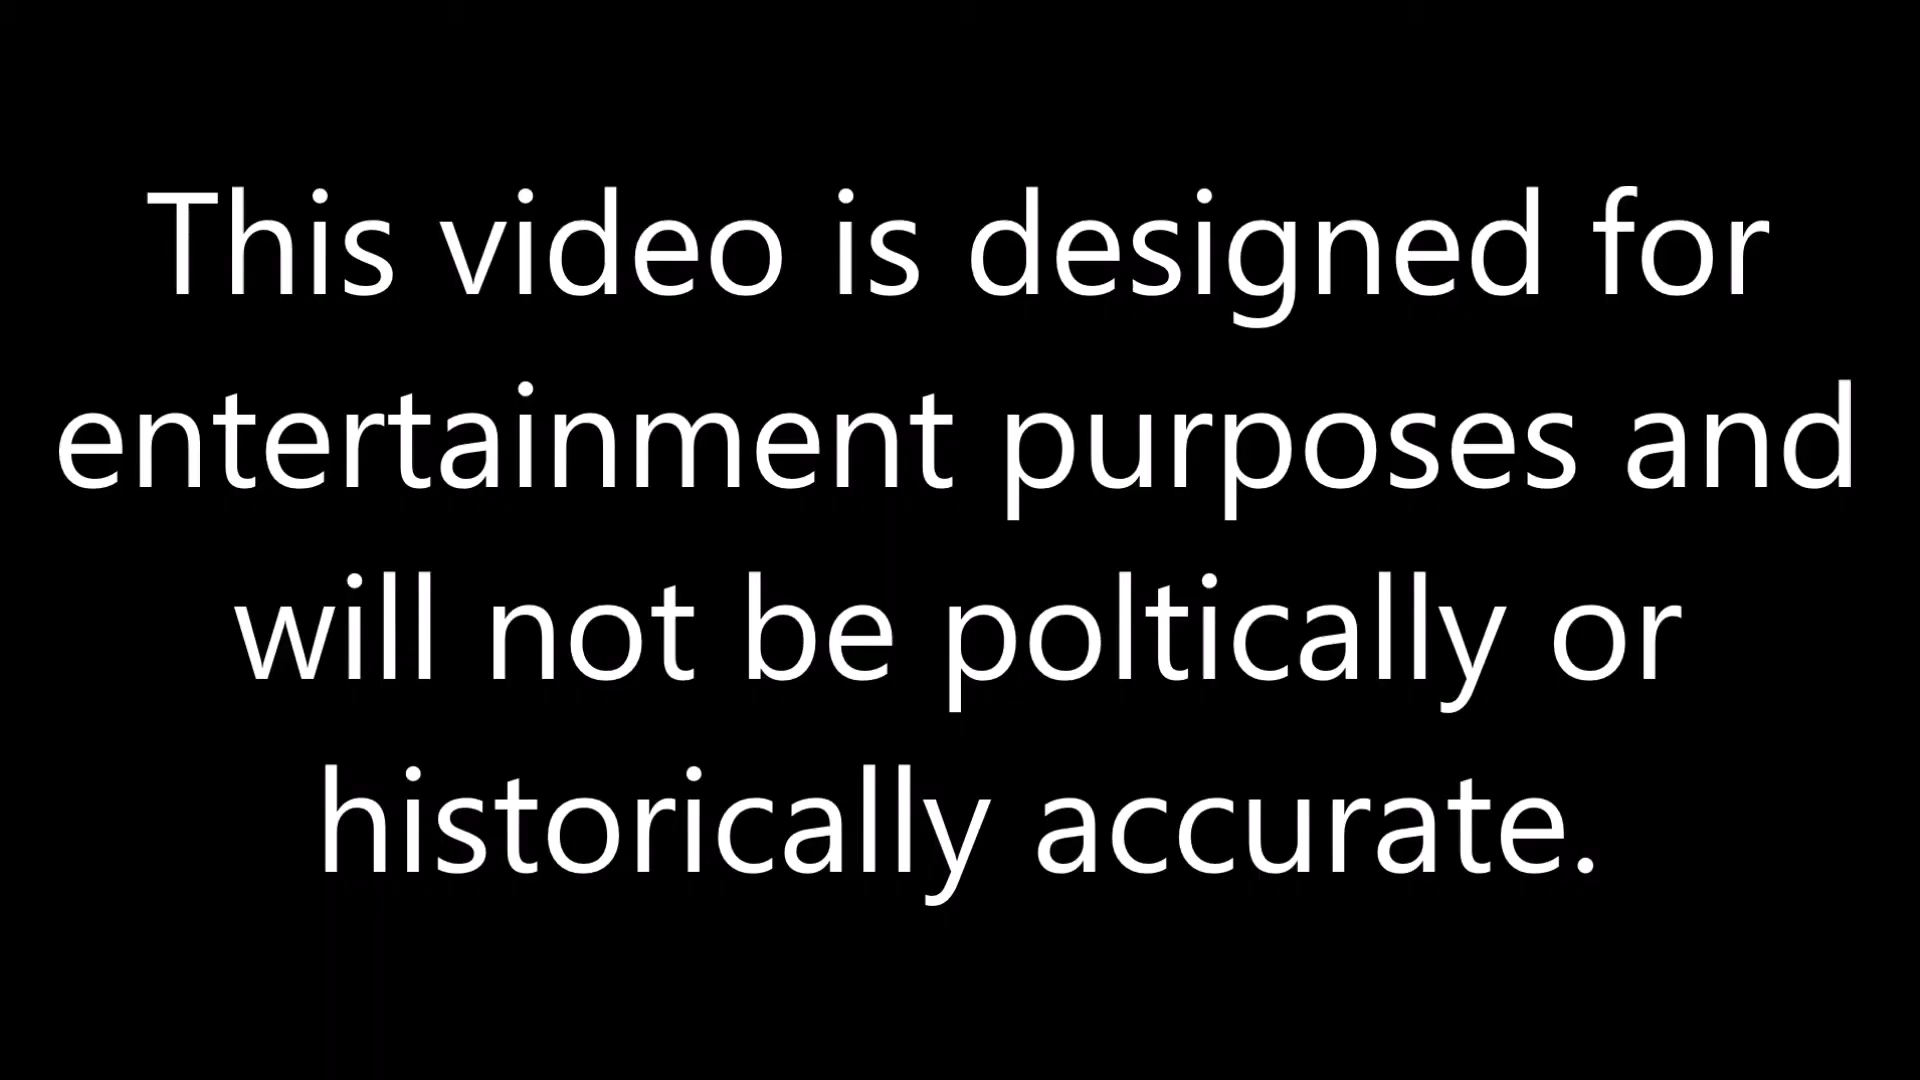 This video is designed for
entertainment purposes and
will not be poltically or
historically accurate.